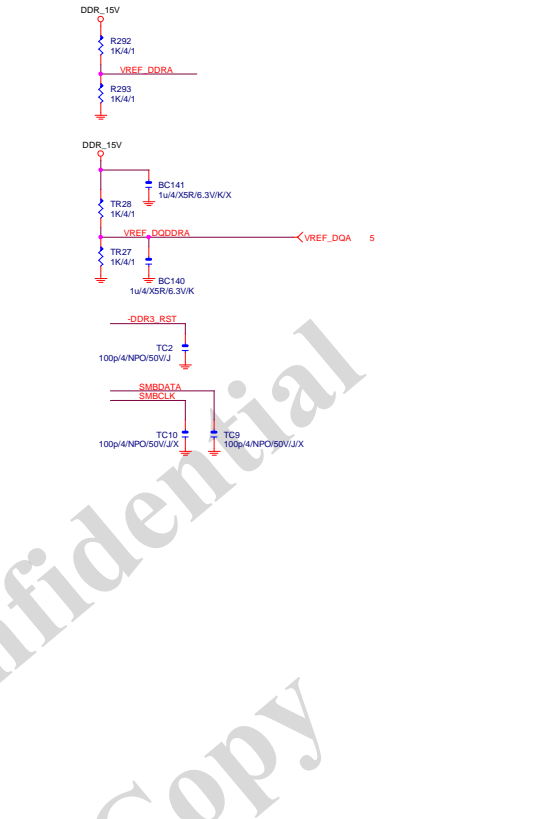 DDR_15V
R292
1K/4/1
VREF_DDRA
R293
1K/4/1
DDR_15V
BC141
1u/4/X5R/6.3V/K/X
TR28
1K/4/1
VREF_DQDDRA
VREF_DQA 5
TR27
1K/4/1
BC140
1u/4/X5R/6.3V/K
-DDR3_RST
TC2
100p/4/NPO/50V/J
SMBDATA
SMBCLK
TC10
100p/4/NPO/50V/J/X
TC9
100p/4/NPO/50V/J/X
nfidential
Copy